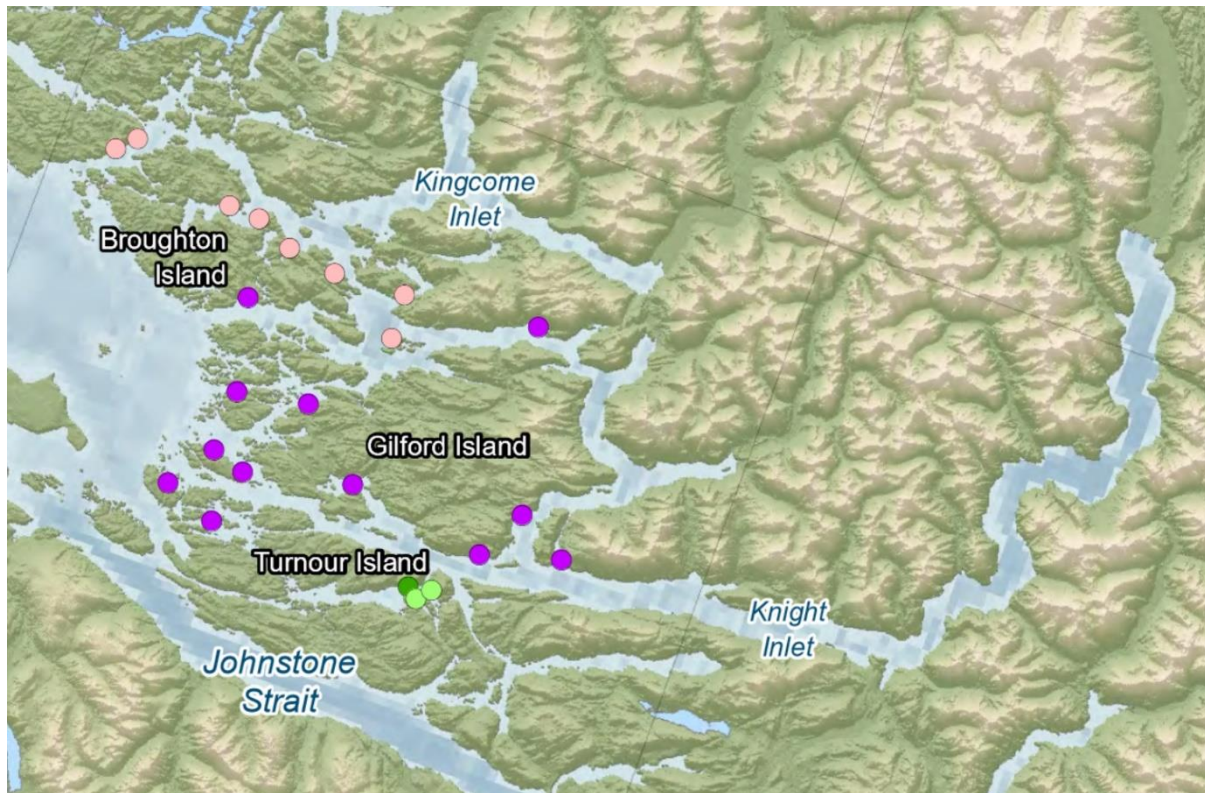 Kingcome
Inlet
Broughton
Island
Gilford Island
Turnour Island
Knight
Inlet
Johnstone
Strait